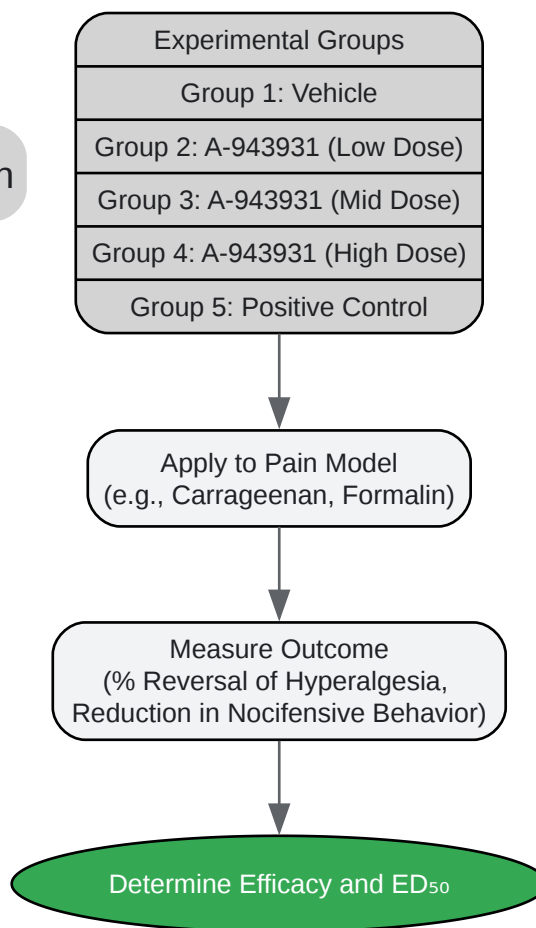 Experimental Groups
Group 1: Vehicle
Group 2: A-943931 (Low Dose)
Group 3: A-943931 (Mid Dose)
Group 4: A-943931 (High Dose)
Group 5: Positive Control
Apply to Pain Model
(e.g., Carrageenan, Formalin)
Measure Outcome
(% Reversal of Hyperalgesia,
Reduction in Nocifensive Behavior)
Determine Efficacy and ED₅₀